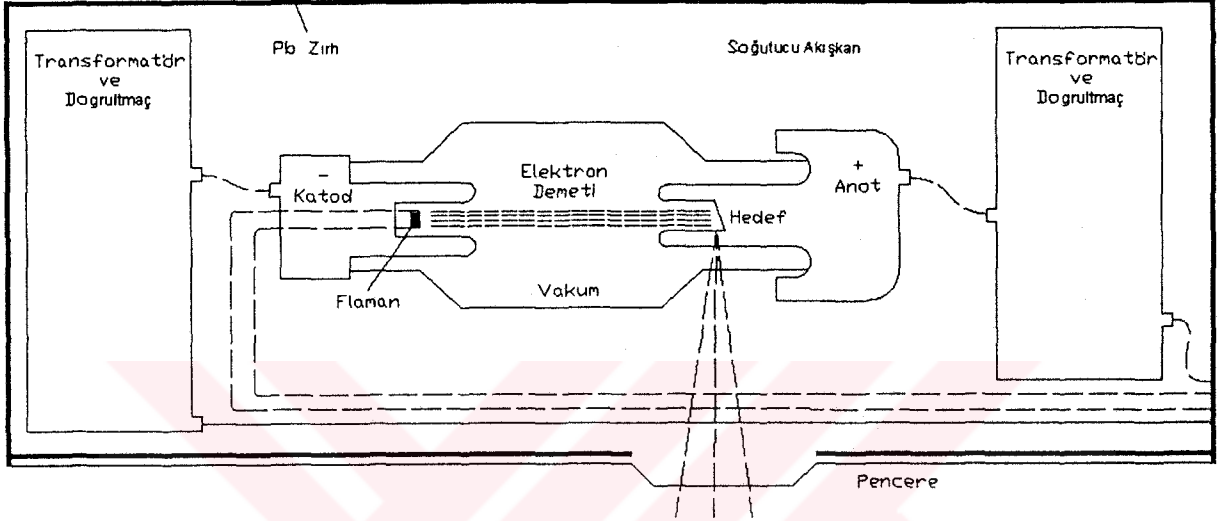 Pb Zırh
Soğutucu Akışkan
Transformatör
ve
Doğrultmaç
Transformatör
ve
Doğrultmaç
-
Katod
Elektron
Demeti
+
Anot
Hedef
Flaman
Vakum
Pencere